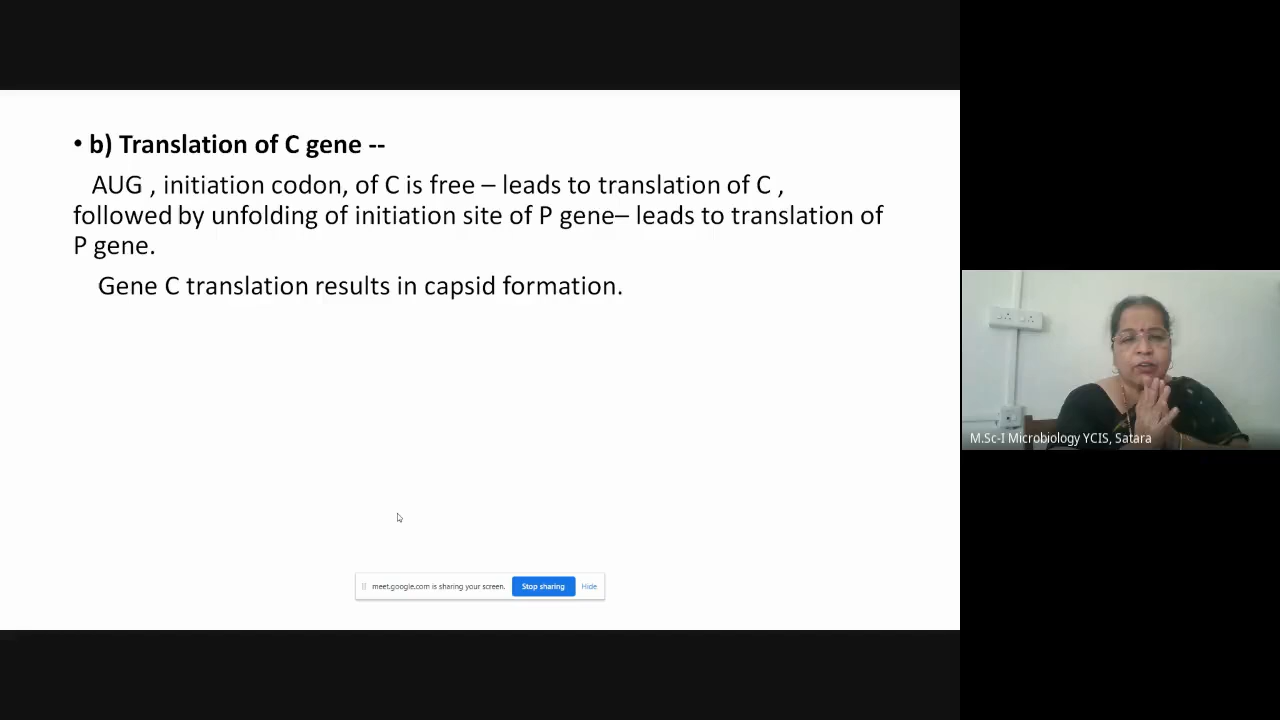 • b) Translation of C gene --
AUG , initiation codon, of C is free – leads to translation of C ,
followed by unfolding of initiation site of P gene– leads to translation of
P gene.
Gene C translation results in capsid formation.
M.Sc-I Microbiology YCIS, Satara
meet.google.com is sharing your screen. Stop sharing Hide